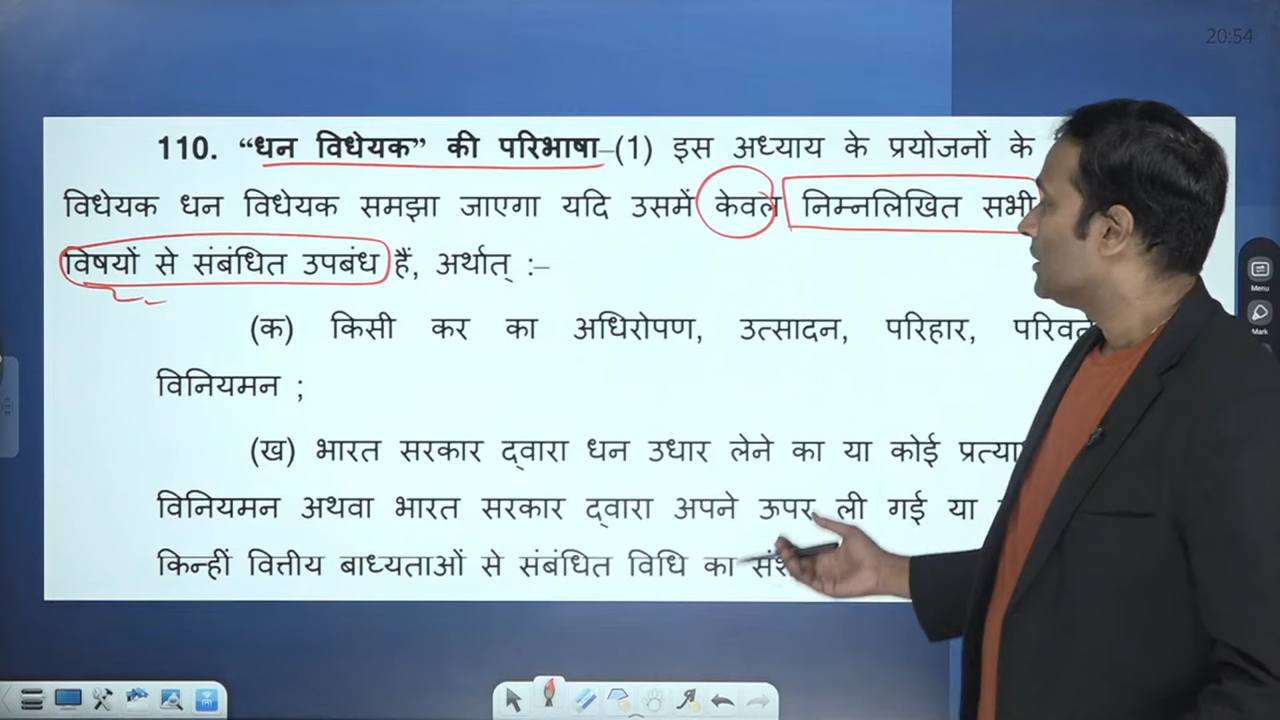 20:54
110. “धन विधेयक” की परिभाषा–(1) इस अध्याय के प्रयोजनों के
विधेयक धन विधेयक समझा जाएगा यदि उसमें केवल निम्नलिखित सभी
विषयों से संबंधित उपबंध हैं, अर्थात् :–
(क) किसी कर का अधिरोपण, उत्सादन, परिहार,
विनियमन ;
(ख) भारत सरकार द्वारा धन उधार लेने का या कोई
विनियमन अथवा भारत सरकार द्वारा अपने ऊपर ली गई या
किन्हीं वित्तीय बाध्यताओं से संबंधित विधि का
Menu
Mark